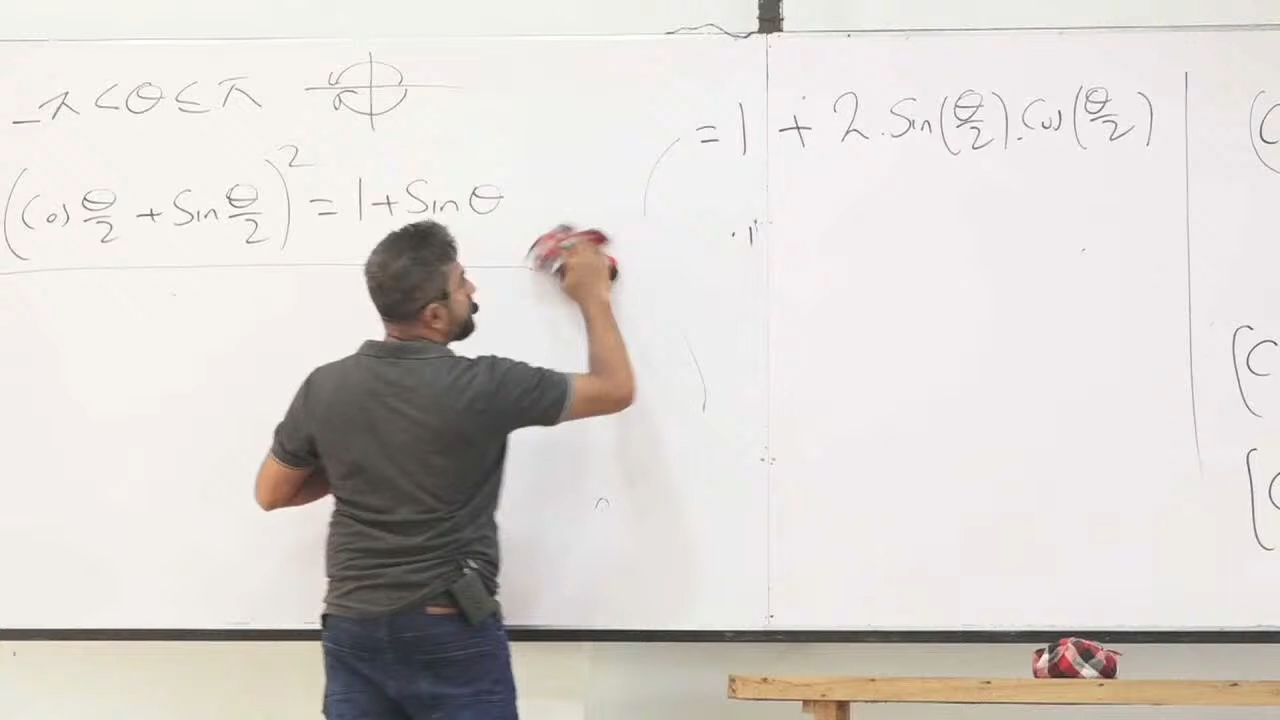 -π < θ ≤ π
(Cos θ/2 + Sin θ/2)² = 1 + Sin θ
= 1 + 2 . Sin(θ/2) . Cos(θ/2)
(C
(C